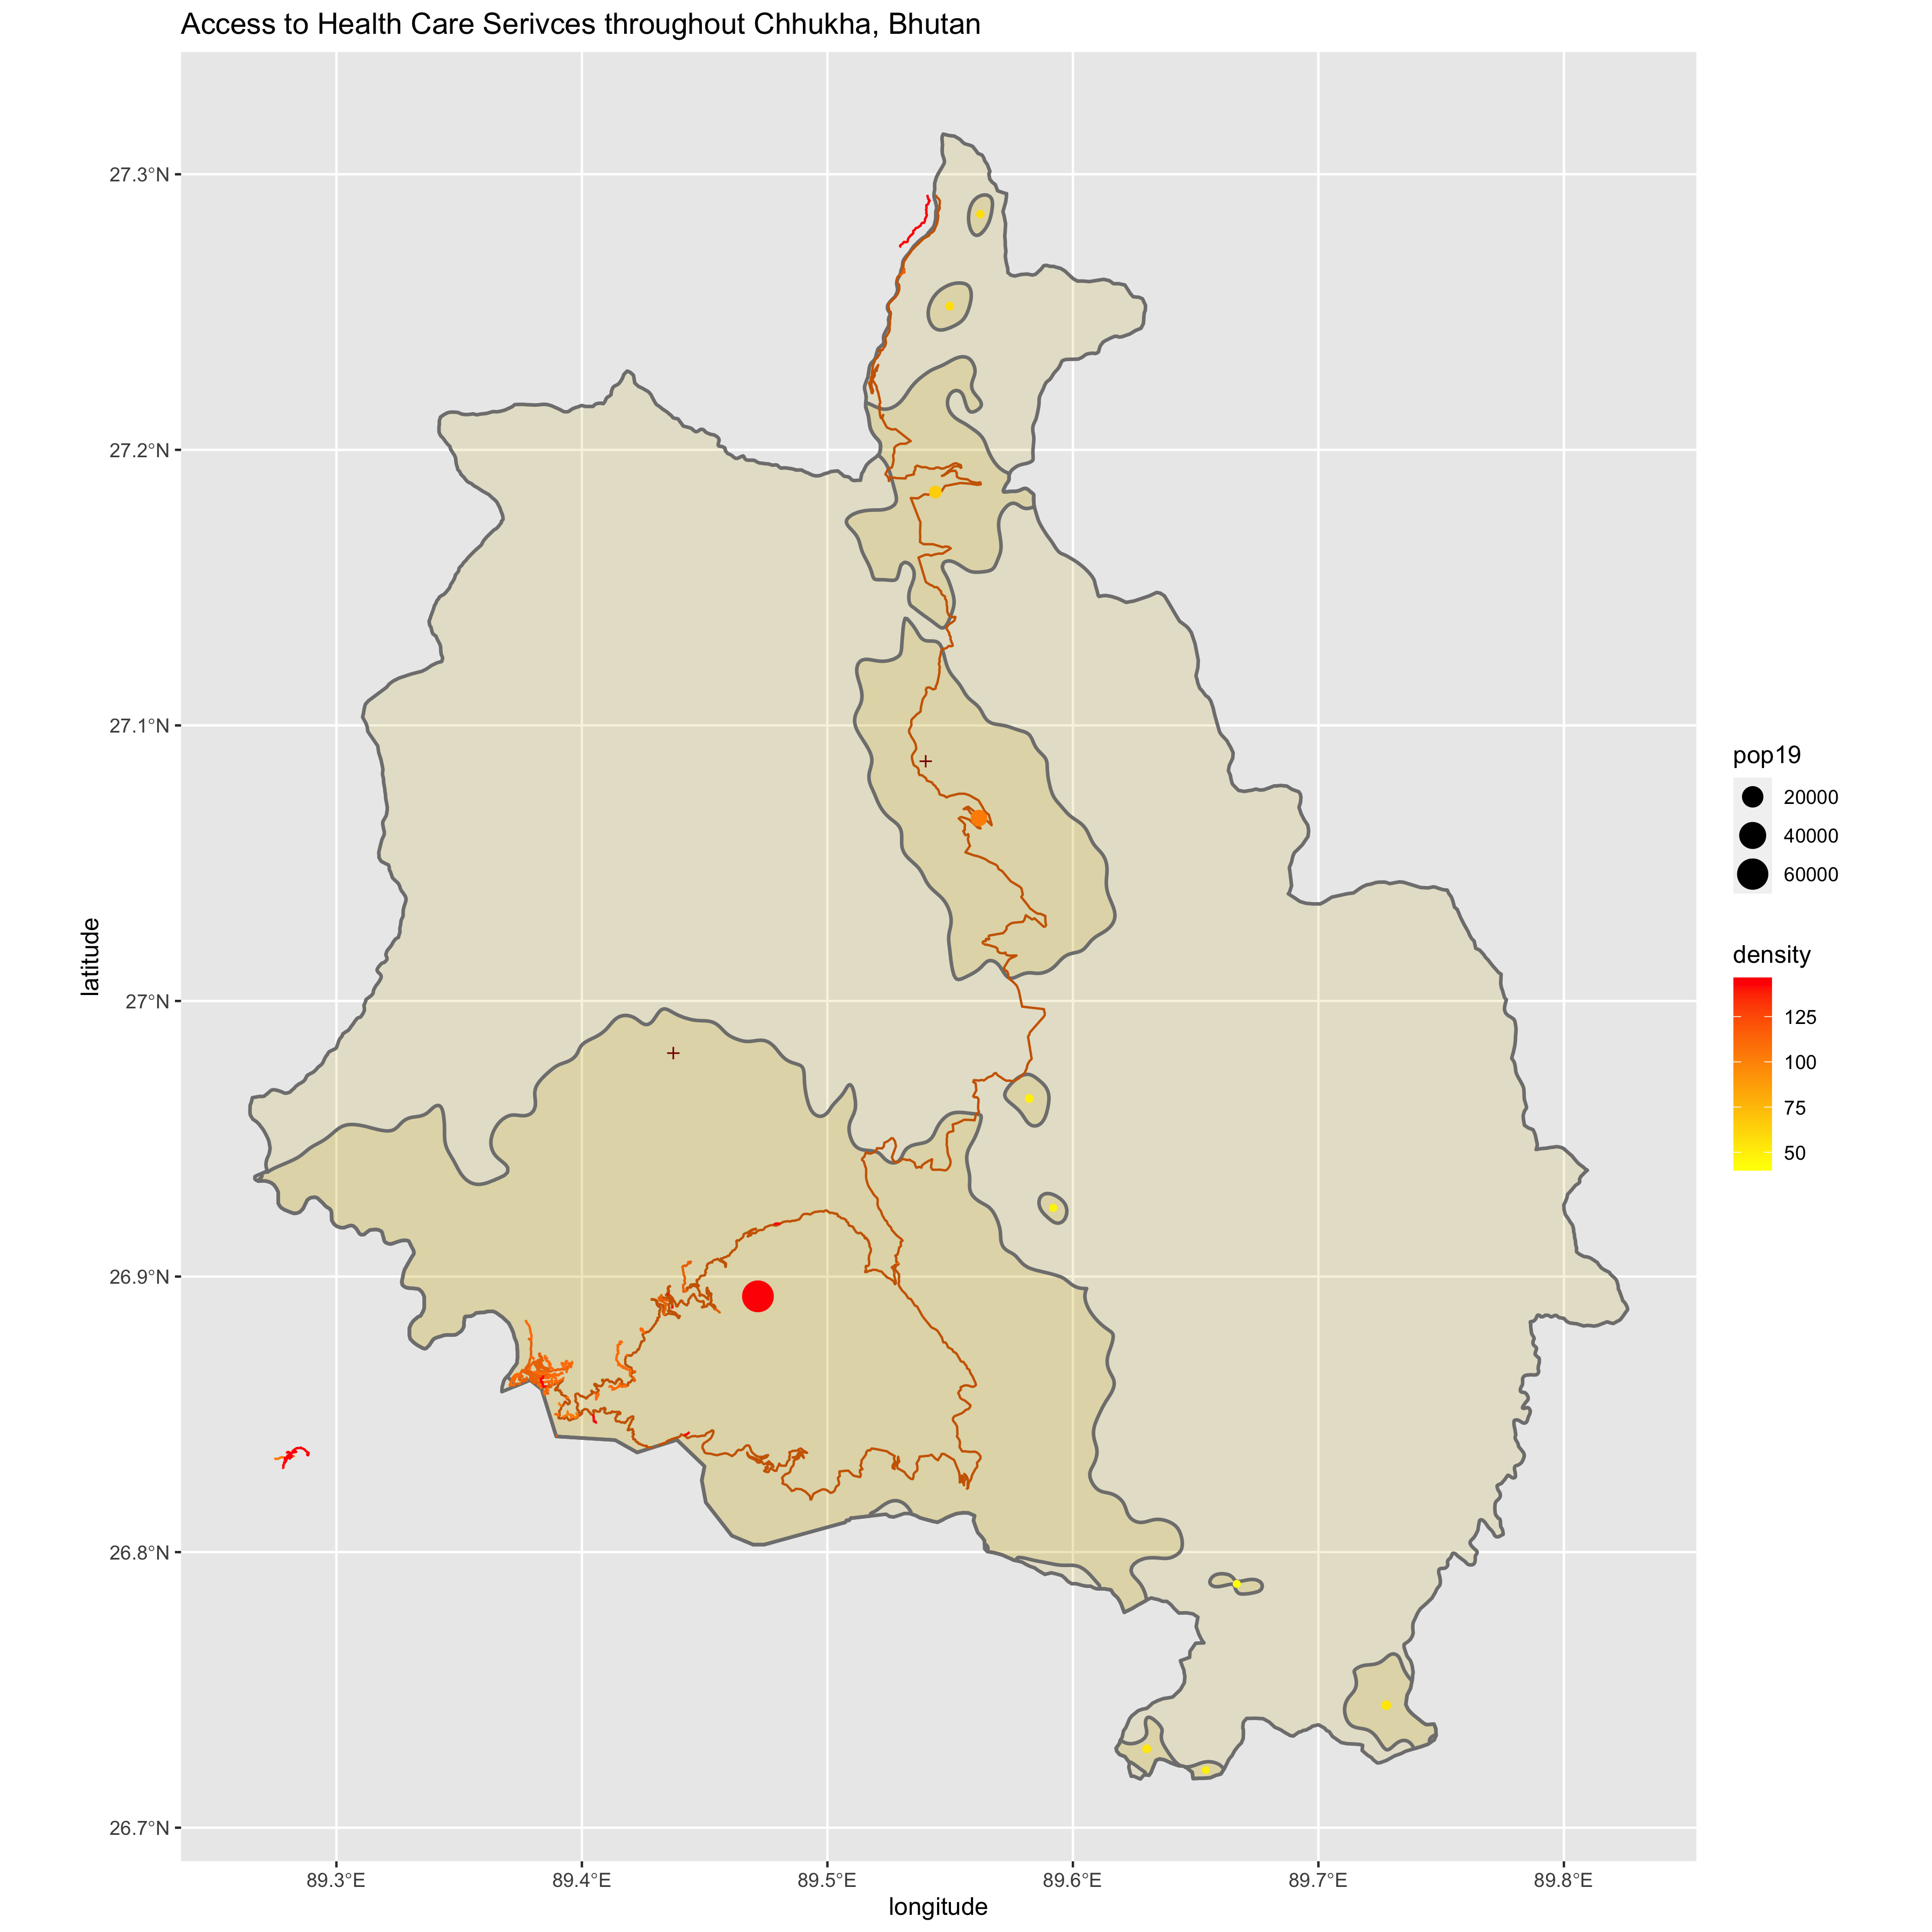 Access to Health Care Serivces throughout Chhukha, Bhutan
27.3°N
27.2°N
27.1°N
27°N
26.9°N
26.8°N
26.7°N
latitude
89.3°E
89.4°E
89.5°E
89.6°E
89.7°E
89.8°E
longitude
pop19
20000
40000
60000
density
125
100
75
50